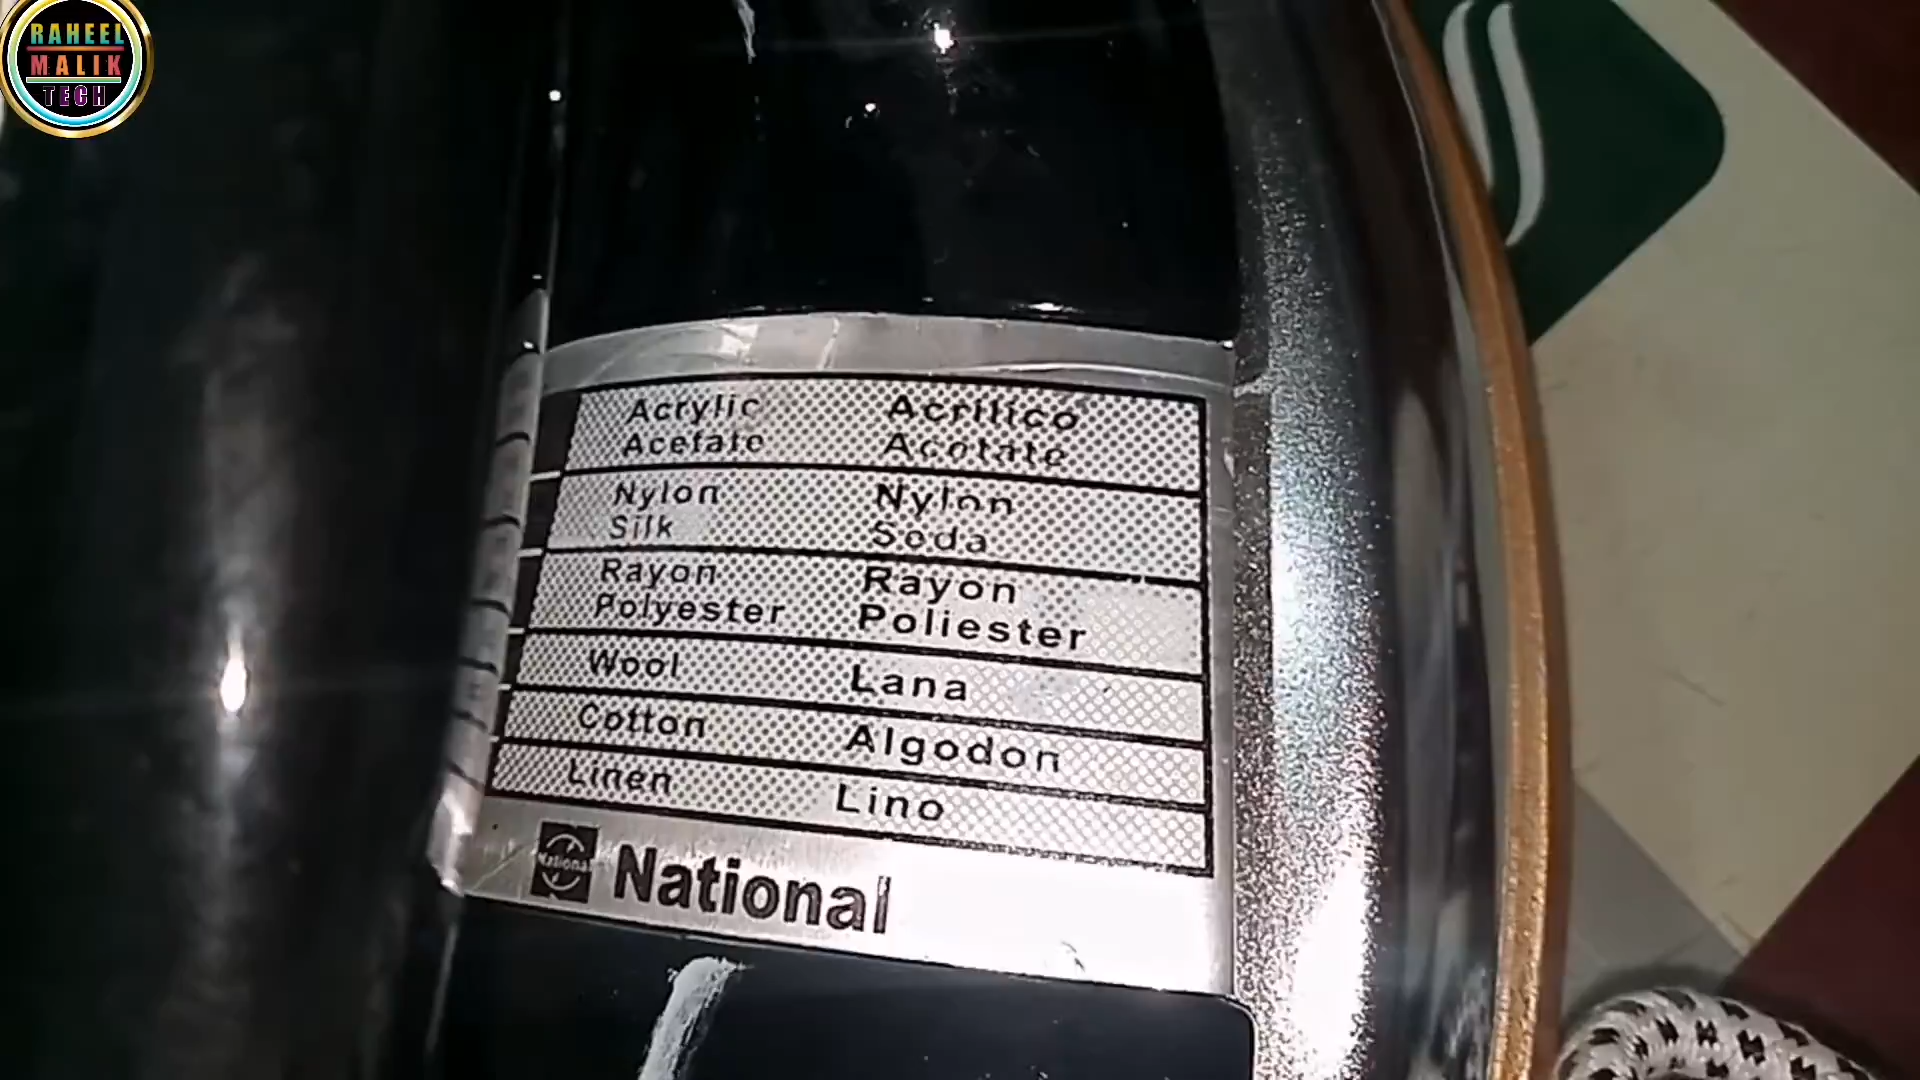 RAHEEL
MALIK
TECH
Acrylic Acrilico
Acetate Acetate
Nylon Nylon
Silk Seda
Rayon Rayon
Polyester Poliester
Wool Lana
Cotton Algodon
Linen Lino
National National